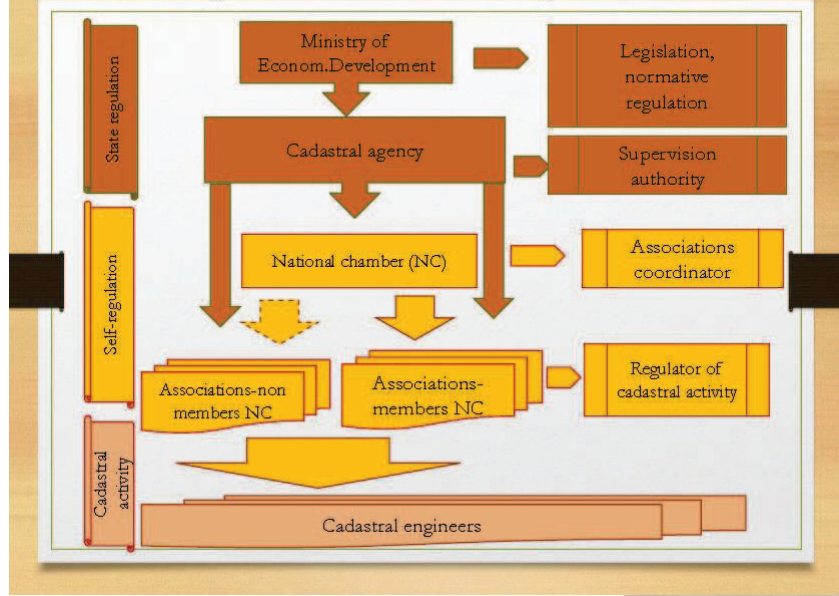 State regulation
Ministry of
Econom.Development
Legislation,
normative
regulation
Cadastral agency
Supervision
authority
Self-regulation
National chamber (NC)
Associations
coordinator
Associations-non
members NC
Associations-
members NC
Regulator of
cadastral activity
Cadastral
activity
Cadastral engineers